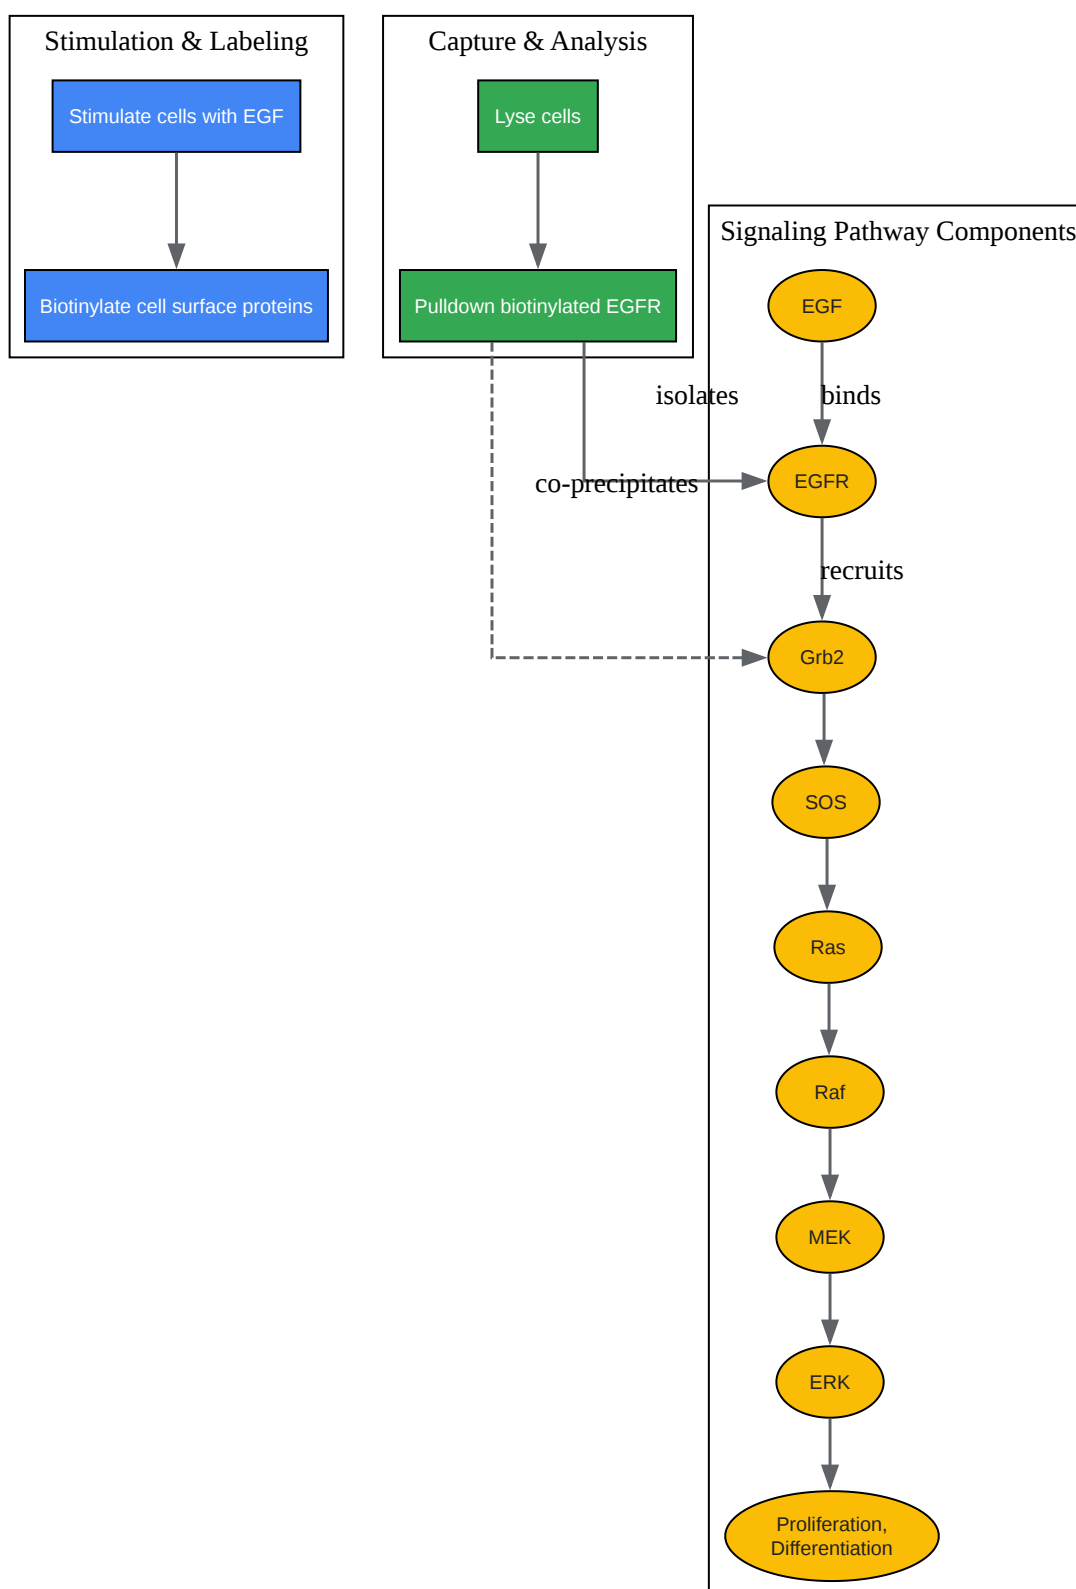 Stimulation & Labeling
Stimulate cells with EGF
Biotinylate cell surface proteins
Capture & Analysis
Lyse cells
Pulldown biotinylated EGFR
isolates
co-precipitates
Signaling Pathway Components
EGF
binds
EGFR
recruits
Grb2
SOS
Ras
Raf
MEK
ERK
Proliferation,
Differentiation